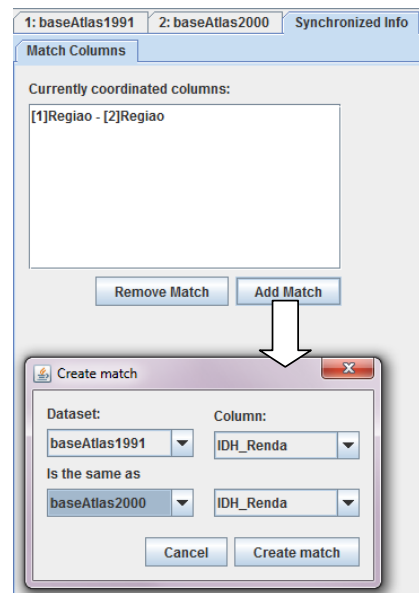 1: baseAtlas1991 2: baseAtlas2000 Synchronized Info
Match Columns
Currently coordinated columns:
[1]Regiao - [2]Regiao
Remove Match Add Match
Create match
Dataset: Column:
baseAtlas1991 IDH_Renda
Is the same as
baseAtlas2000 IDH_Renda
Cancel Create match